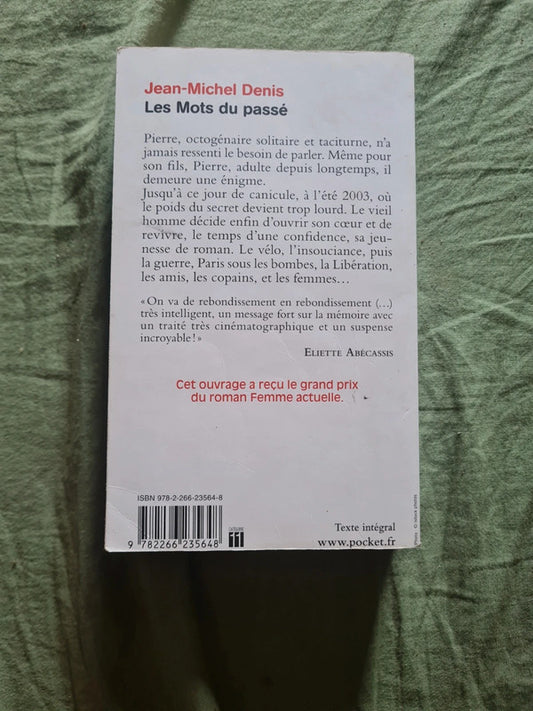 Jean-Michel Denis
Les Mots du passé
Pierre, octogénaire solitaire et taciturne, n'a
jamais ressenti le besoin de parler. Même pour
son fils, Pierre, adulte depuis longtemps, il
demeure une énigme.
Jusqu'à ce jour de canicule, à l'été 2003, où
le poids du secret devient trop lourd. Le vieil
homme décide enfin d'ouvrir son cœur et de
revivre, le temps d'une confidence, sa jeu-
nesse de roman. Le vélo, l'insouciance, puis
la guerre, Paris sous les bombes, la Libération,
les amis, les copains, et les femmes…
« On va de rebondissement en rebondissement (…)
très intelligent, un message fort sur la mémoire avec
un traité très cinématographique et un suspense
incroyable ! »
ELIETTE ABÉCASSIS
Cet ouvrage a reçu le grand prix
du roman Femme actuelle.
ISBN 978-2-266-23564-8
9 782266 235648
CATÉGORIE
Texte intégral
www.pocket.fr
Photo : © istock photos